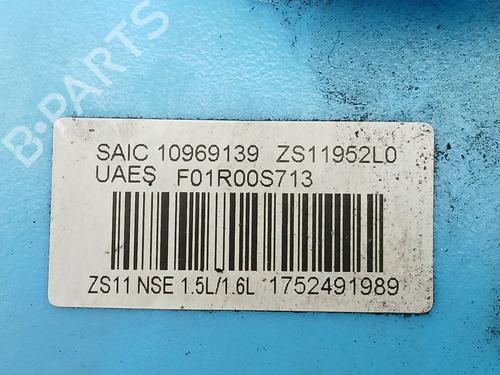 B-PARTS
SAIC 10969139 ZS11952L0
UAES F01R00S713
ZS11 NSE 1.5L/1.6L 1752491989